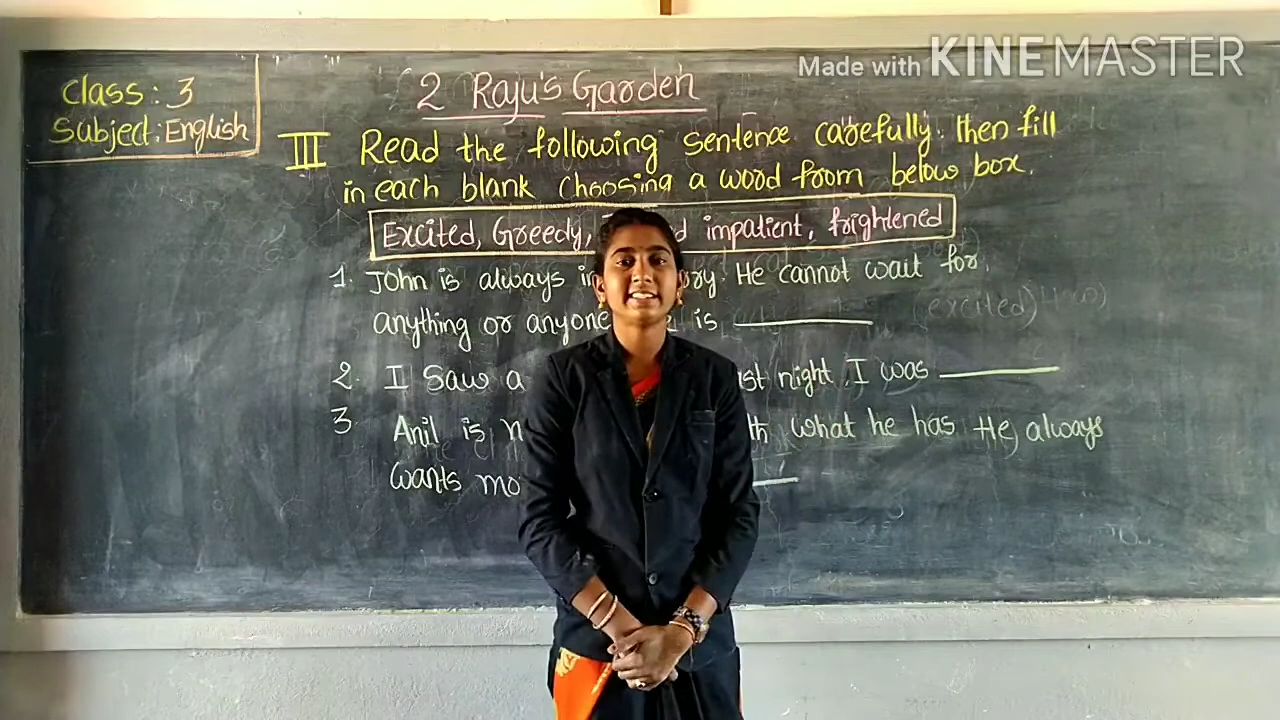 Made with KINEMASTER
Class: 3
Subject: English
2 Raju's Garden
III Read the following sentence carefully. then fill
in each blank choosing a word from below box.
Excited, Greedy, impatient, frightened
1. John is always in He cannot wait for
anything or anyone is
2. I Saw a night, I was
3. Anil is what he has He always
wants
excited)